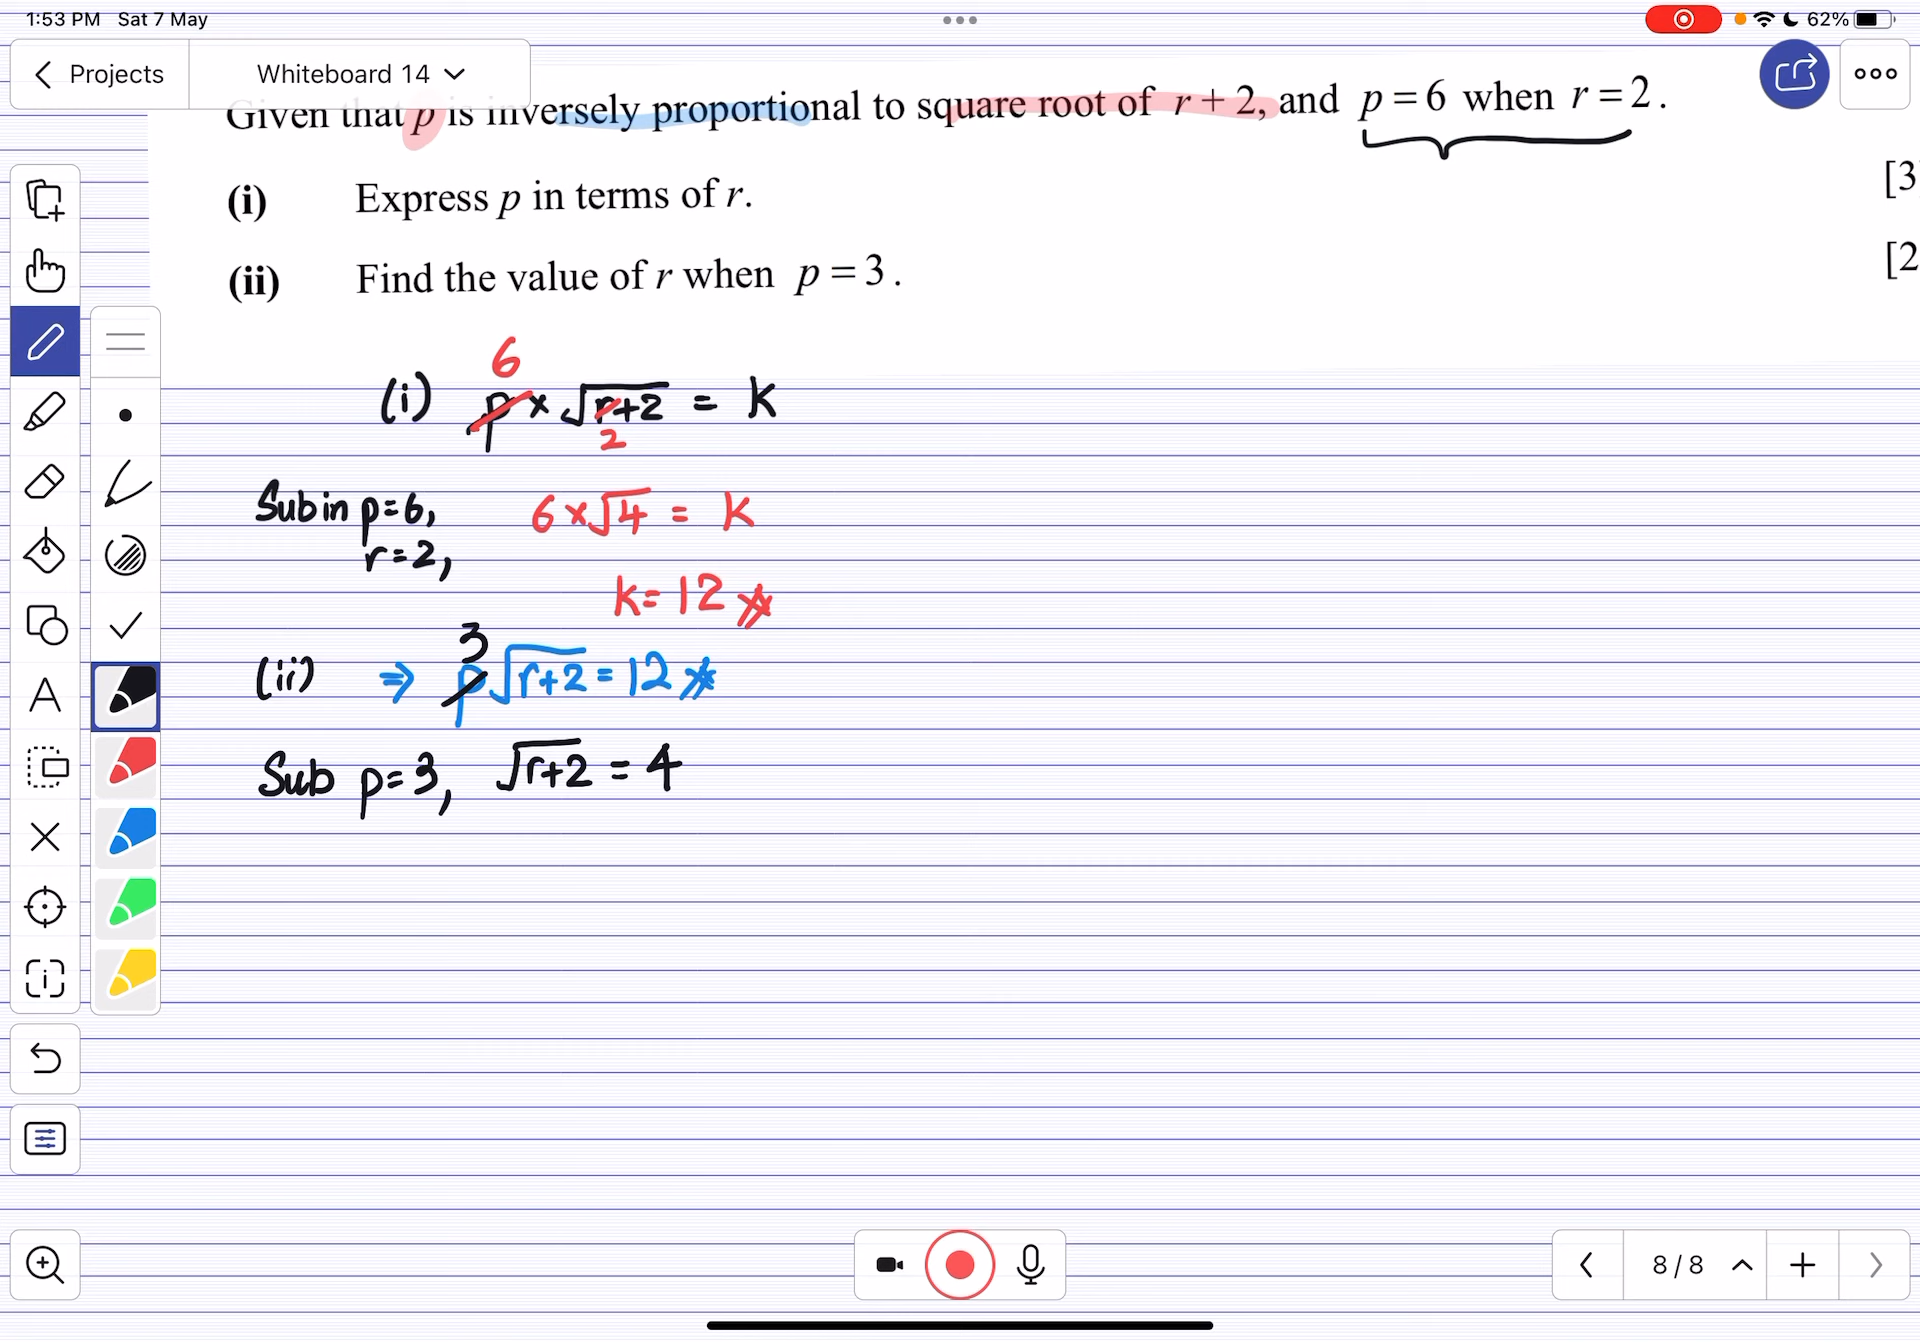 1:53 PM Sat 7 May
62%
Projects
Whiteboard 14
Given that p is inversely proportional to square root of r + 2, and p = 6 when r = 2.
(i) Express p in terms of r. [3]
(ii) Find the value of r when p = 3. [2
6
(i) p × √r+2 = k
2
Sub in p=6, 6 × √4 = k
r=2,
k = 12
3
(ii) ⇒ p√r+2 = 12
Sub p=3, √r+2 = 4
A
8 / 8